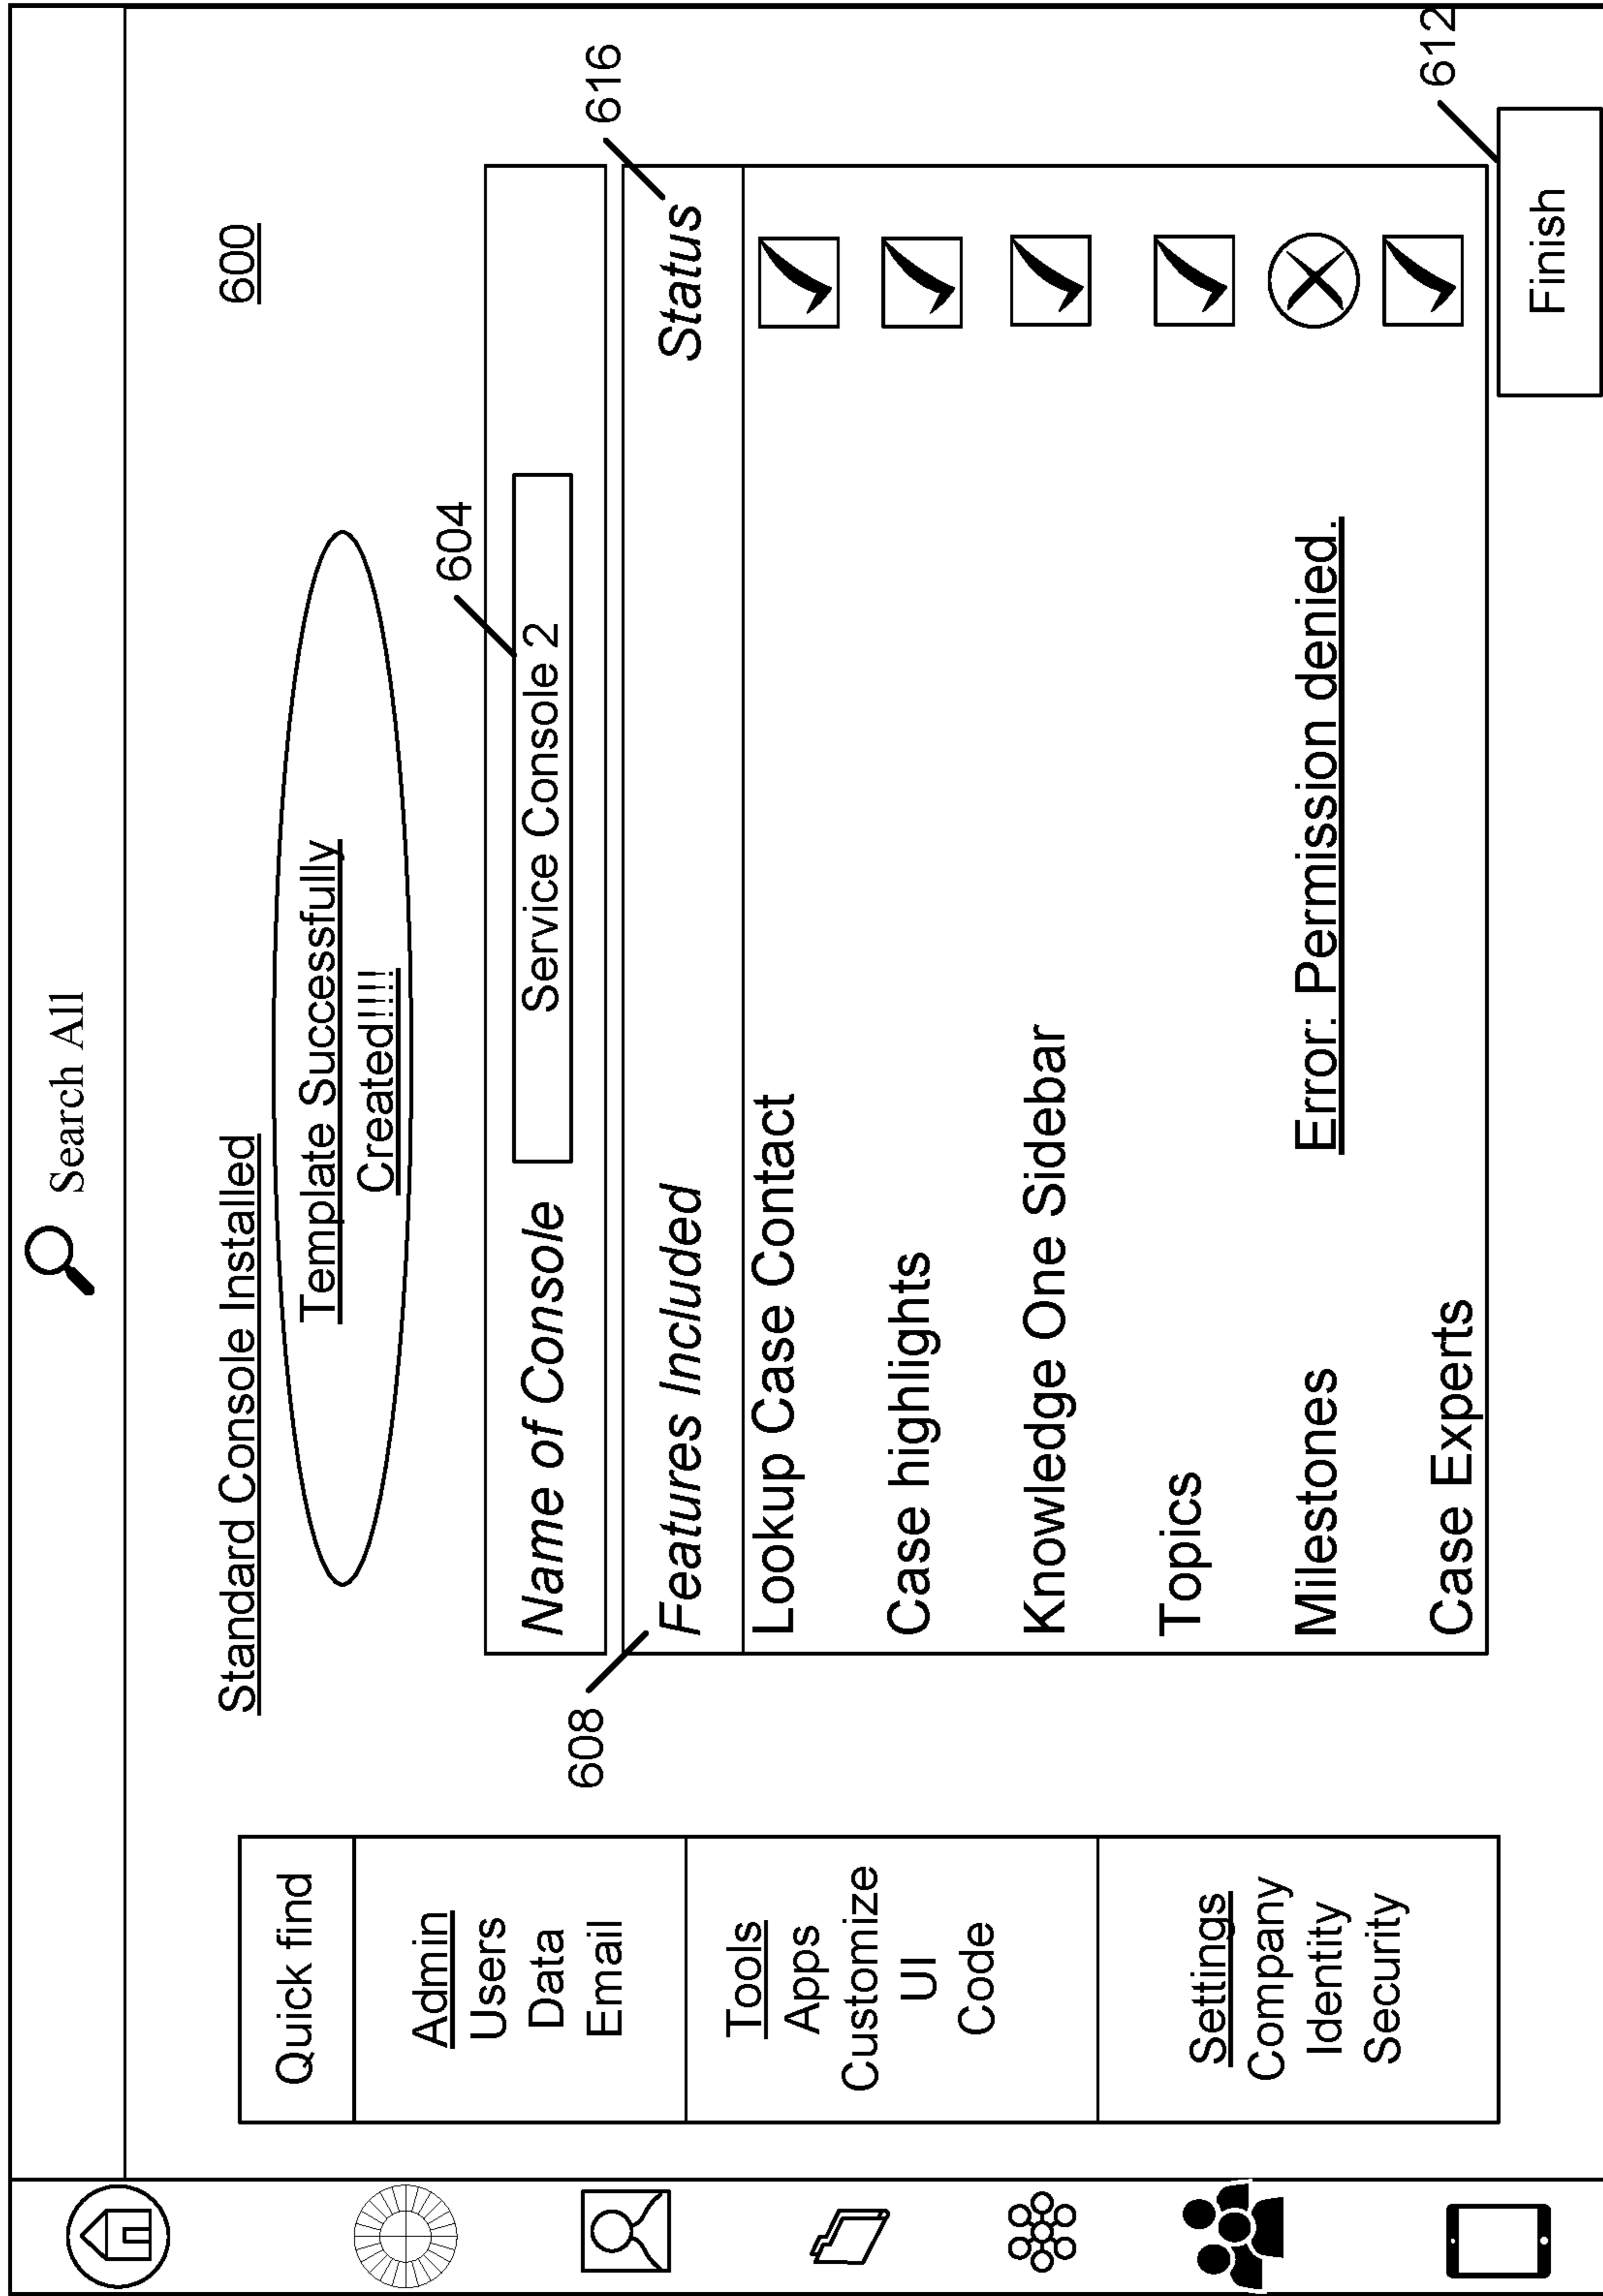 Search All
Quick find
Admin
Users
Data
Email
Tools
Apps
Customize
UI
Code
Settings
Company
Identity
Security
Standard Console Installed
600
Template Successfully
Created!!!!
604
Name of Console
Service Console 2
608
616
Features Included
Status
Lookup Case Contact
Case highlights
Knowledge One Sidebar
Topics
Milestones
Error: Permission denied.
Case Experts
612
Finish